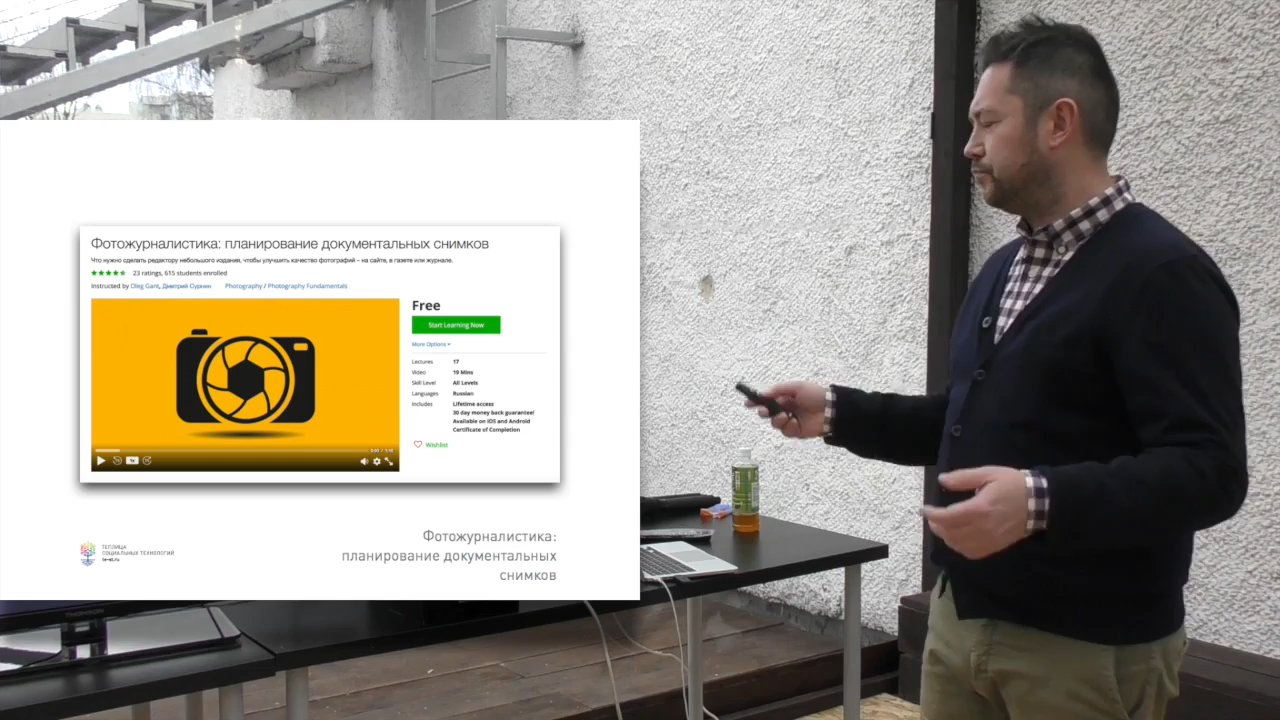 Фотожурналистика: планирование документальных снимков
Что нужно сделать редактору небольшого издания, чтобы улучшить качество фотографий – на сайте, в газете или журнале.
23 ratings, 615 students enrolled
Instructed by Oleg Gant, Дмитрий Суркин Photography / Photography Fundamentals
Free
Start Learning Now
More Options
Lectures 17
Video 19 Mins
Skill Level All Levels
Languages Russian
Includes Lifetime access
30 day money back guarantee!
Available on iOS and Android
Certificate of Completion
Wishlist
1x
ТЕПЛИЦА
СОЦИАЛЬНЫХ ТЕХНОЛОГИЙ
te-st.ru
Фотожурналистика:
планирование документальных
снимков